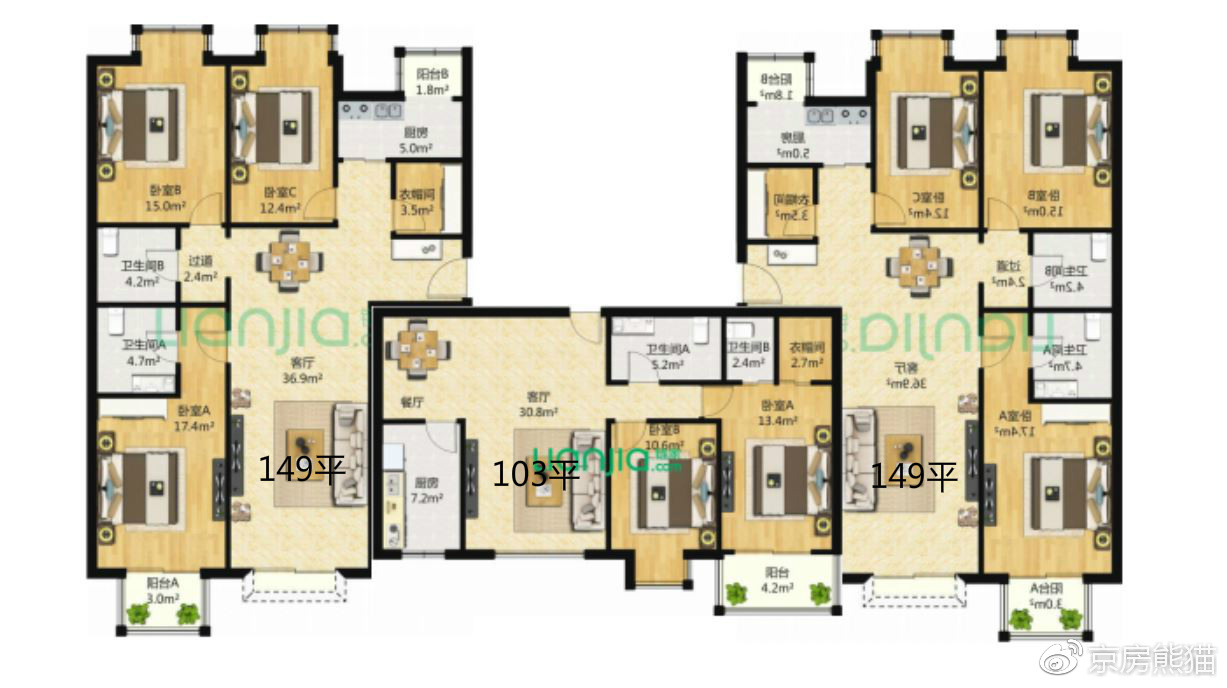 卧室B
15.0m²
卧室C
12.4m²
阳台B
1.8m²
厨房
5.0m²
衣帽间
3.5m²
卫生间B
4.2m²
过道
2.4m²
卫生间A
4.7m²
客厅
36.9m²
卧室A
17.4m²
149平
阳台A
3.0m²
餐厅
厨房
7.2m²
客厅
30.8m²
103平
卫生间A
5.2m²
卫生间B
2.4m²
衣帽间
2.7m²
卧室B
10.6m²
卧室A
13.4m²
阳台
4.2m²
阳台B
1.8m²
厨房
5.0m²
卧室C
12.4m²
卧室B
15.0m²
衣帽间
3.5m²
过道
2.4m²
卫生间B
4.2m²
卫生间A
4.7m²
客厅
36.9m²
卧室A
17.4m²
149平
阳台A
3.0m²
京房熊猫